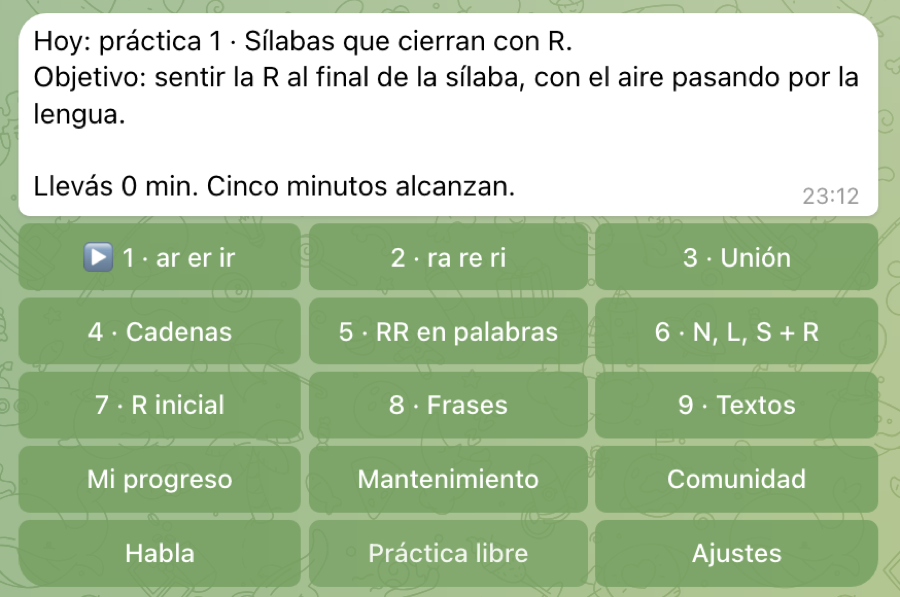 Hoy: práctica 1 · Sílabas que cierran con R.
Objetivo: sentir la R al final de la sílaba, con el aire pasando por la
lengua.
Llevás 0 min. Cinco minutos alcanzan.
23:12
▶️ 1 · ar er ir
2 · ra re ri
3 · Unión
4 · Cadenas
5 · RR en palabras
6 · N, L, S + R
7 · R inicial
8 · Frases
9 · Textos
Mi progreso
Mantenimiento
Comunidad
Habla
Práctica libre
Ajustes